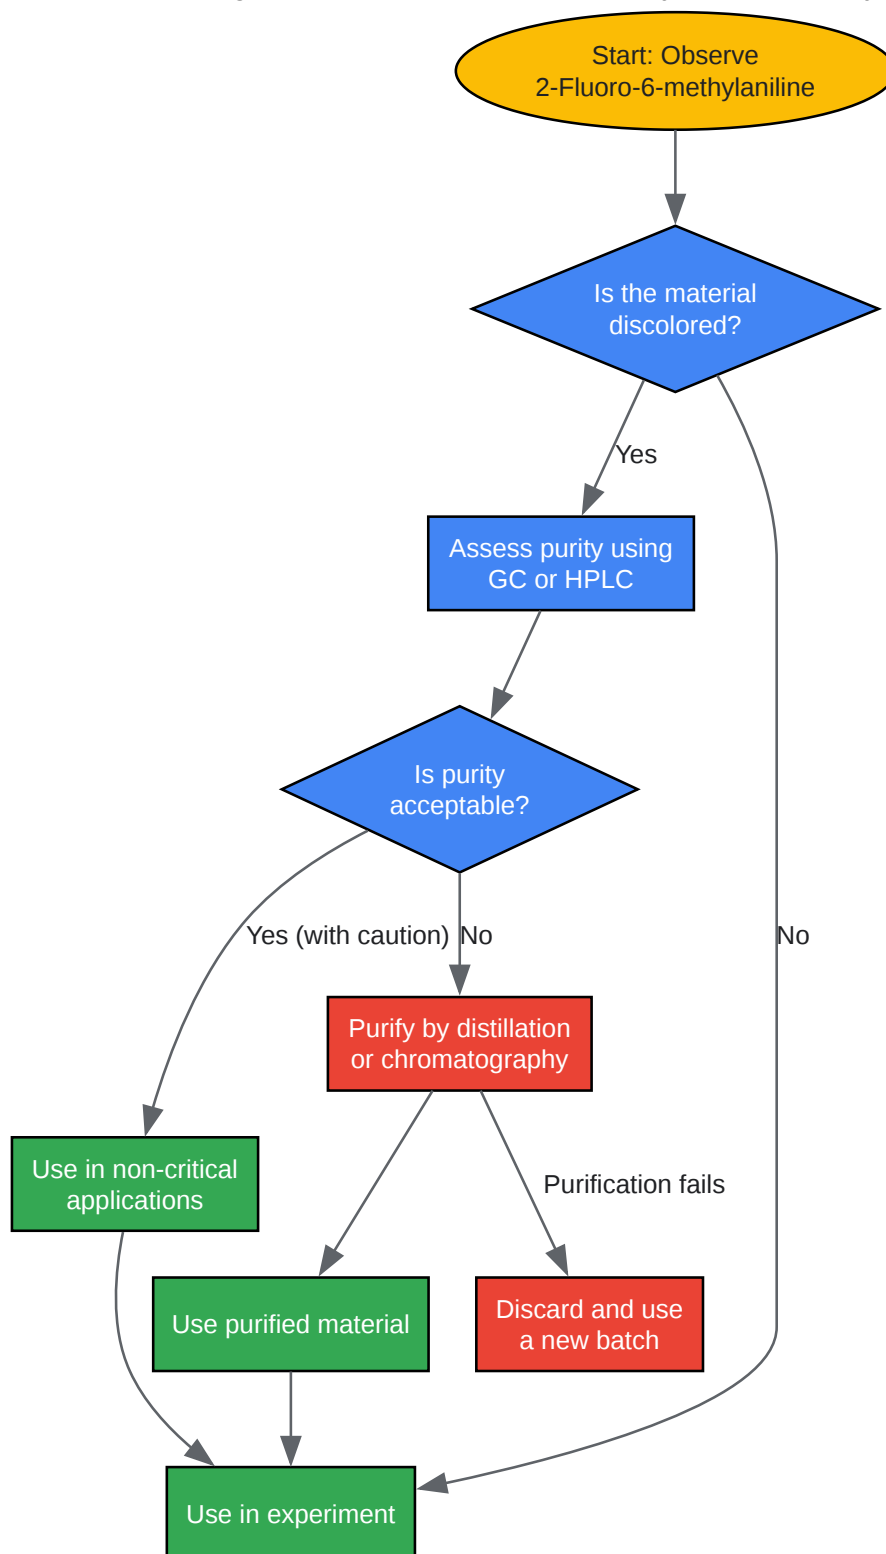 Start: Observe
2-Fluoro-6-methylaniline
Is the material
discolored?
Yes
Assess purity using
GC or HPLC
Is purity
acceptable?
Yes (with caution)
No
No
Purify by distillation
or chromatography
Use in non-critical
applications
Purification fails
Use purified material
Discard and use
a new batch
Use in experiment